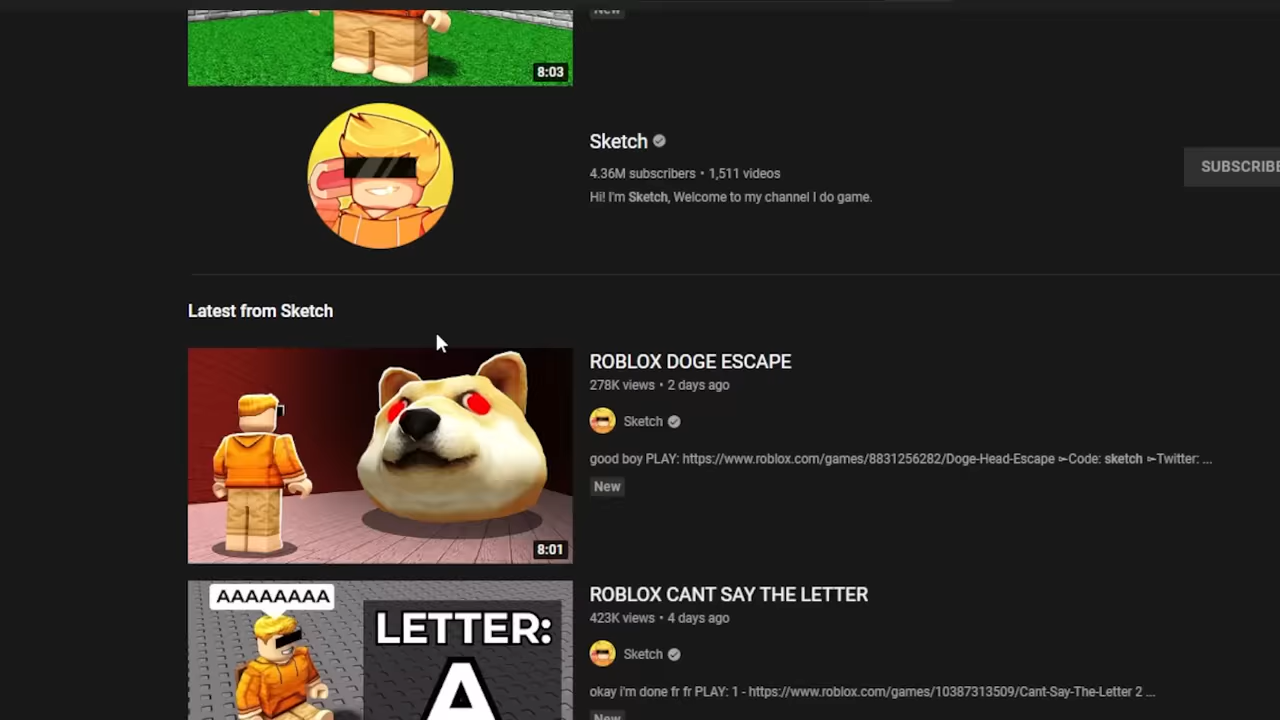 New
8:03
Sketch
4.36M subscribers • 1,511 videos
Hi! I'm Sketch, Welcome to my channel I do game.
SUBSCRIBE
Latest from Sketch
ROBLOX DOGE ESCAPE
278K views • 2 days ago
Sketch
good boy PLAY: https://www.roblox.com/games/8831256282/Doge-Head-Escape ➣Code: sketch ➣Twitter: ...
New
8:01
AAAAAAAA
LETTER:
A
ROBLOX CANT SAY THE LETTER
423K views • 4 days ago
Sketch
okay i'm done fr fr PLAY: 1 - https://www.roblox.com/games/10387313509/Cant-Say-The-Letter 2 ...
New